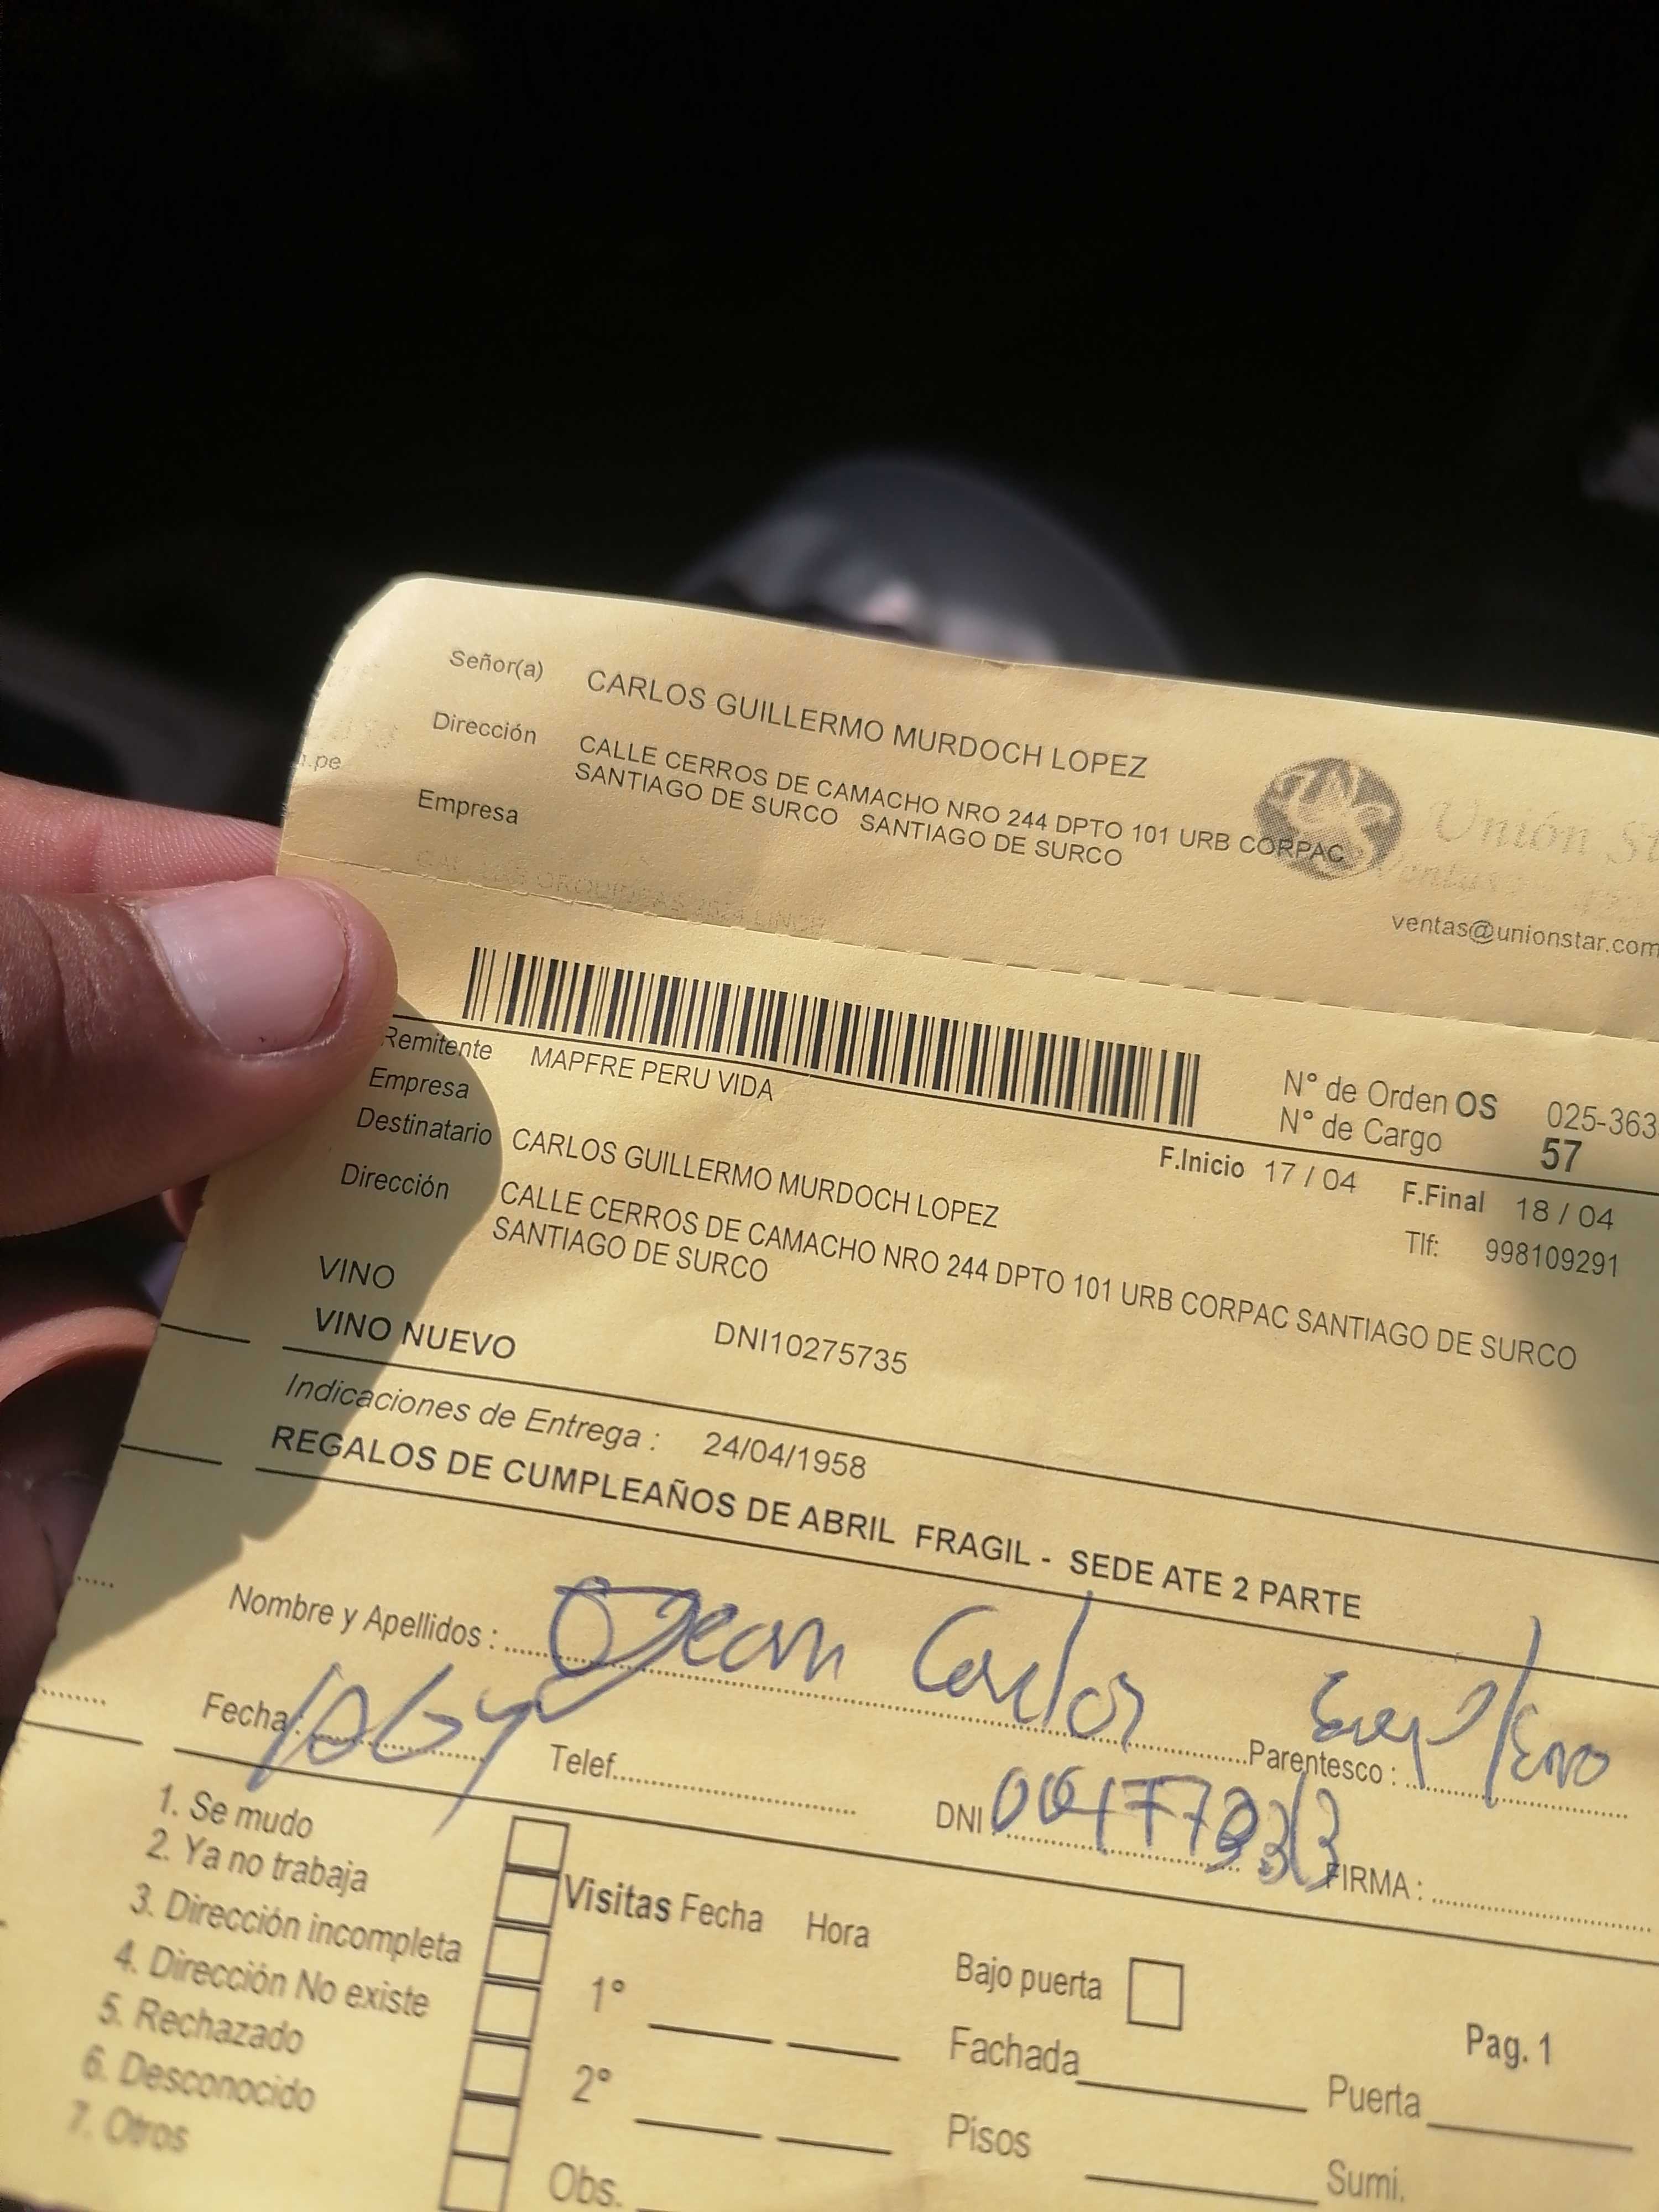 Señor(a) CARLOS GUILLERMO MURDOCH LOPEZ
Dirección CALLE CERROS DE CAMACHO NRO 244 DPTO 101 URB CORPAC
SANTIAGO DE SURCO SANTIAGO DE SURCO
Empresa
Unión St
ventas@unionstar.com
.pe
Remitente MAPFRE PERU VIDA
Empresa
N° de Orden OS 025-363
N° de Cargo 57
Destinatario CARLOS GUILLERMO MURDOCH LOPEZ
F.Inicio 17 / 04 F.Final 18 / 04
Dirección CALLE CERROS DE CAMACHO NRO 244 DPTO 101 URB CORPAC SANTIAGO DE SURCO
SANTIAGO DE SURCO
Tlf: 998109291
VINO
VINO NUEVO DNI10275735
Indicaciones de Entrega : 24/04/1958
REGALOS DE CUMPLEAÑOS DE ABRIL FRAGIL - SEDE ATE 2 PARTE
Nombre y Apellidos : Jean Carlos
Parentesco :
Fecha: Telef. DNI : FIRMA :
1. Se mudo
2. Ya no trabaja
3. Dirección incompleta
4. Dirección No existe
5. Rechazado
6. Desconocido
7. Otros
Visitas Fecha Hora
1°
2°
Obs.
Bajo puerta
Fachada Puerta
Pisos Sumi.
Pag. 1